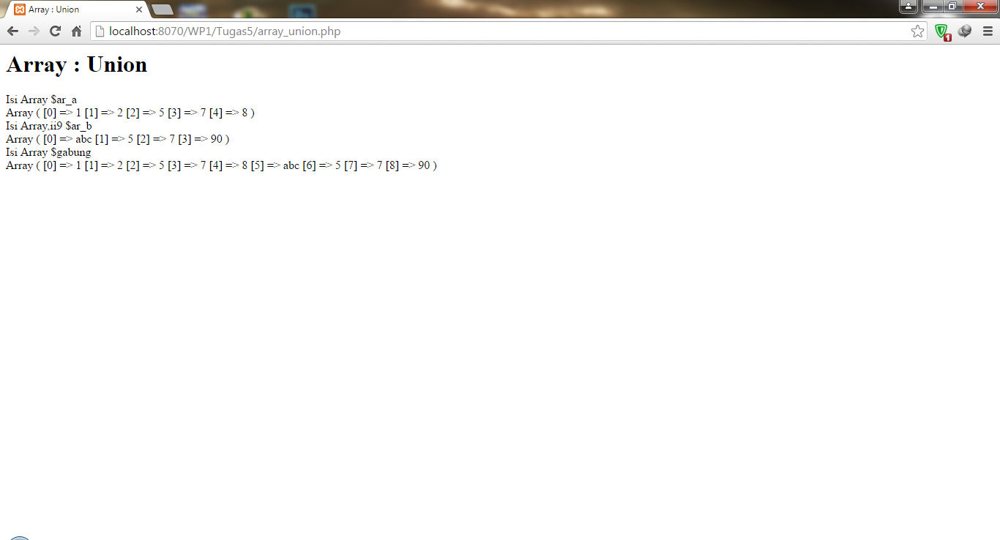 Array : Union
localhost:8070/WP1/Tugas5/array_union.php
1
Array : Union
Isi Array $ar_a
Array ( [0] => 1 [1] => 2 [2] => 5 [3] => 7 [4] => 8 )
Isi Array,ii9 $ar_b
Array ( [0] => abc [1] => 5 [2] => 7 [3] => 90 )
Isi Array $gabung
Array ( [0] => 1 [1] => 2 [2] => 5 [3] => 7 [4] => 8 [5] => abc [6] => 5 [7] => 7 [8] => 90 )